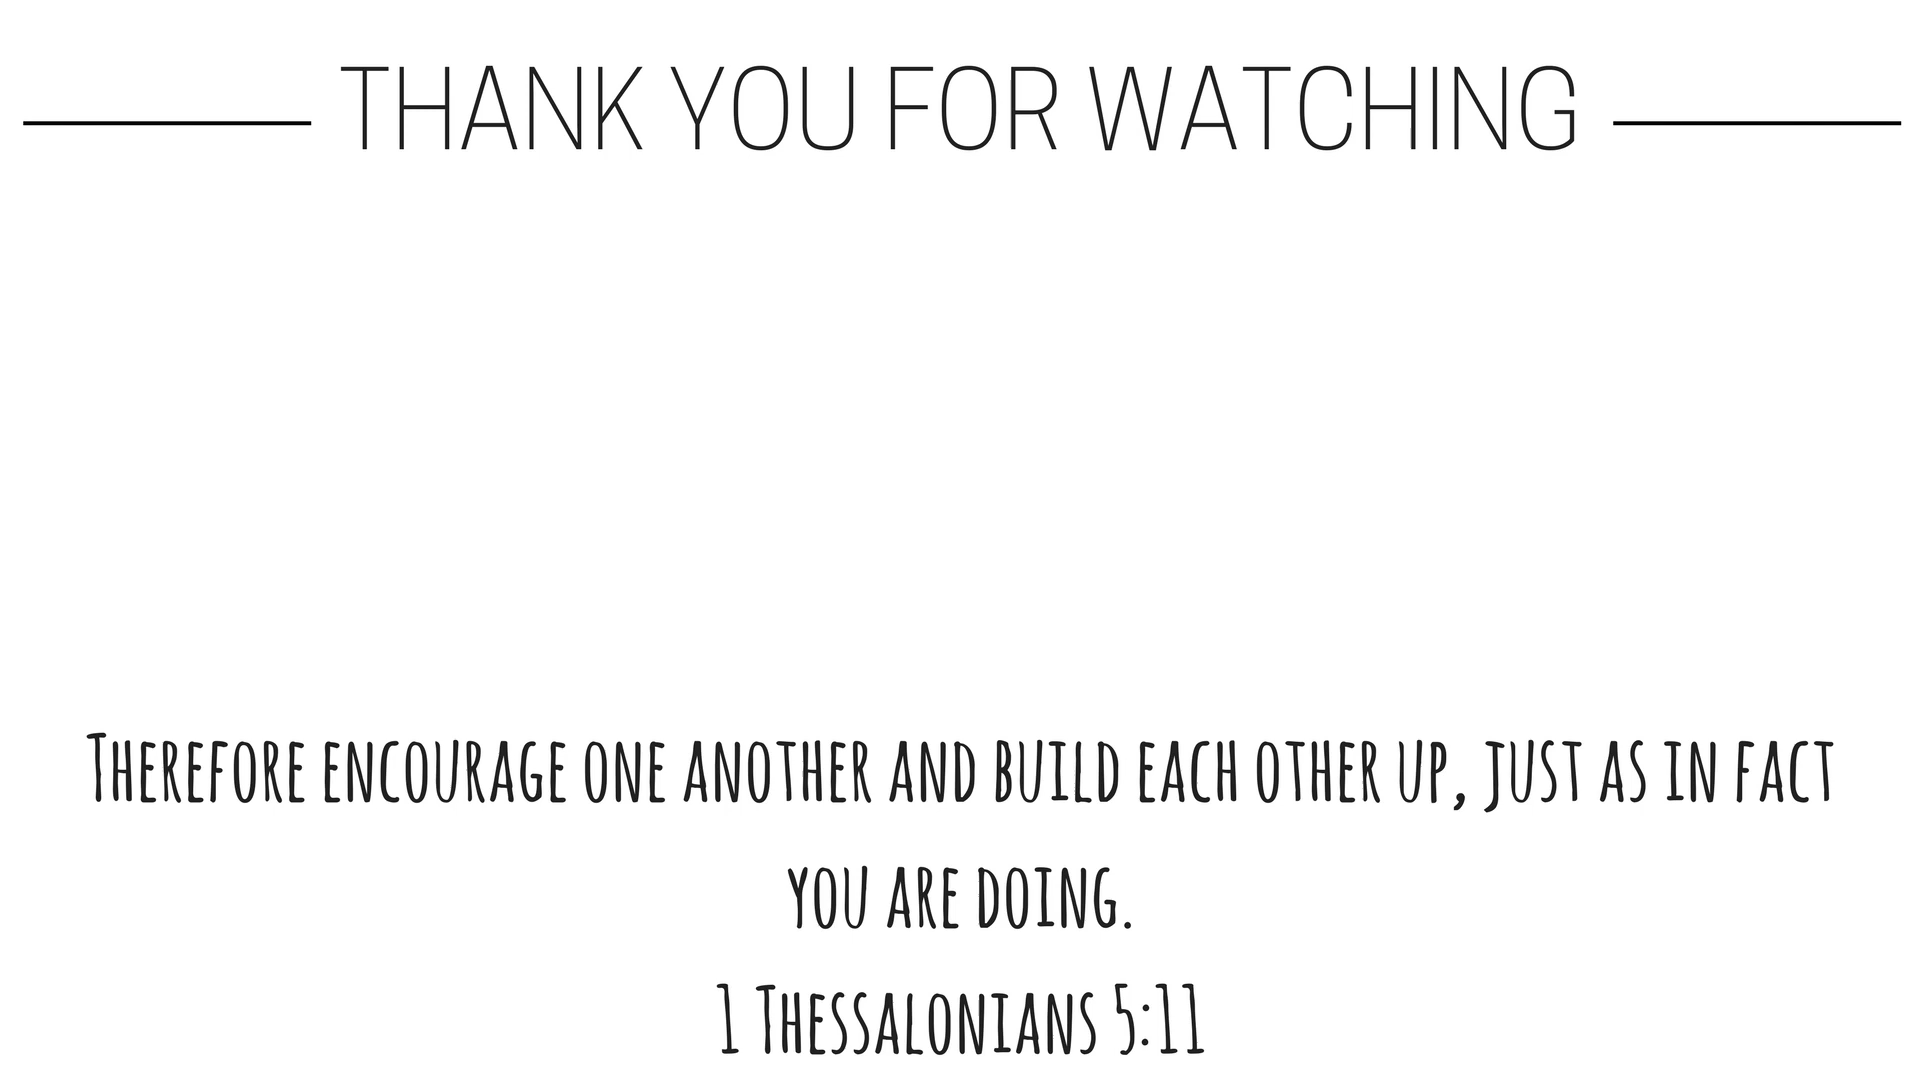 THANK YOU FOR WATCHING
Therefore encourage one another and build each other up, just as in fact
you are doing.
1 Thessalonians 5:11